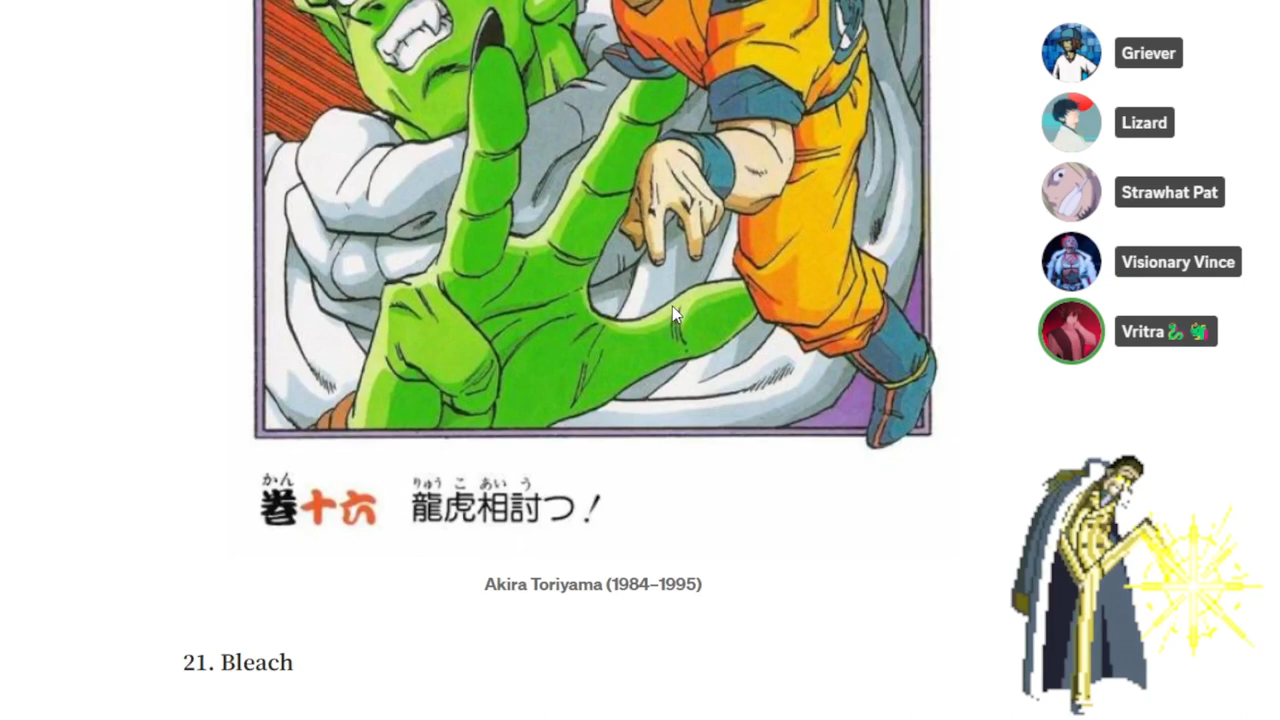 Griever
Lizard
Strawhat Pat
Visionary Vince
Vritra🐍 🐲
かん
りゅう こ あい う
巻十六 龍虎相討つ!
Akira Toriyama (1984–1995)
21. Bleach